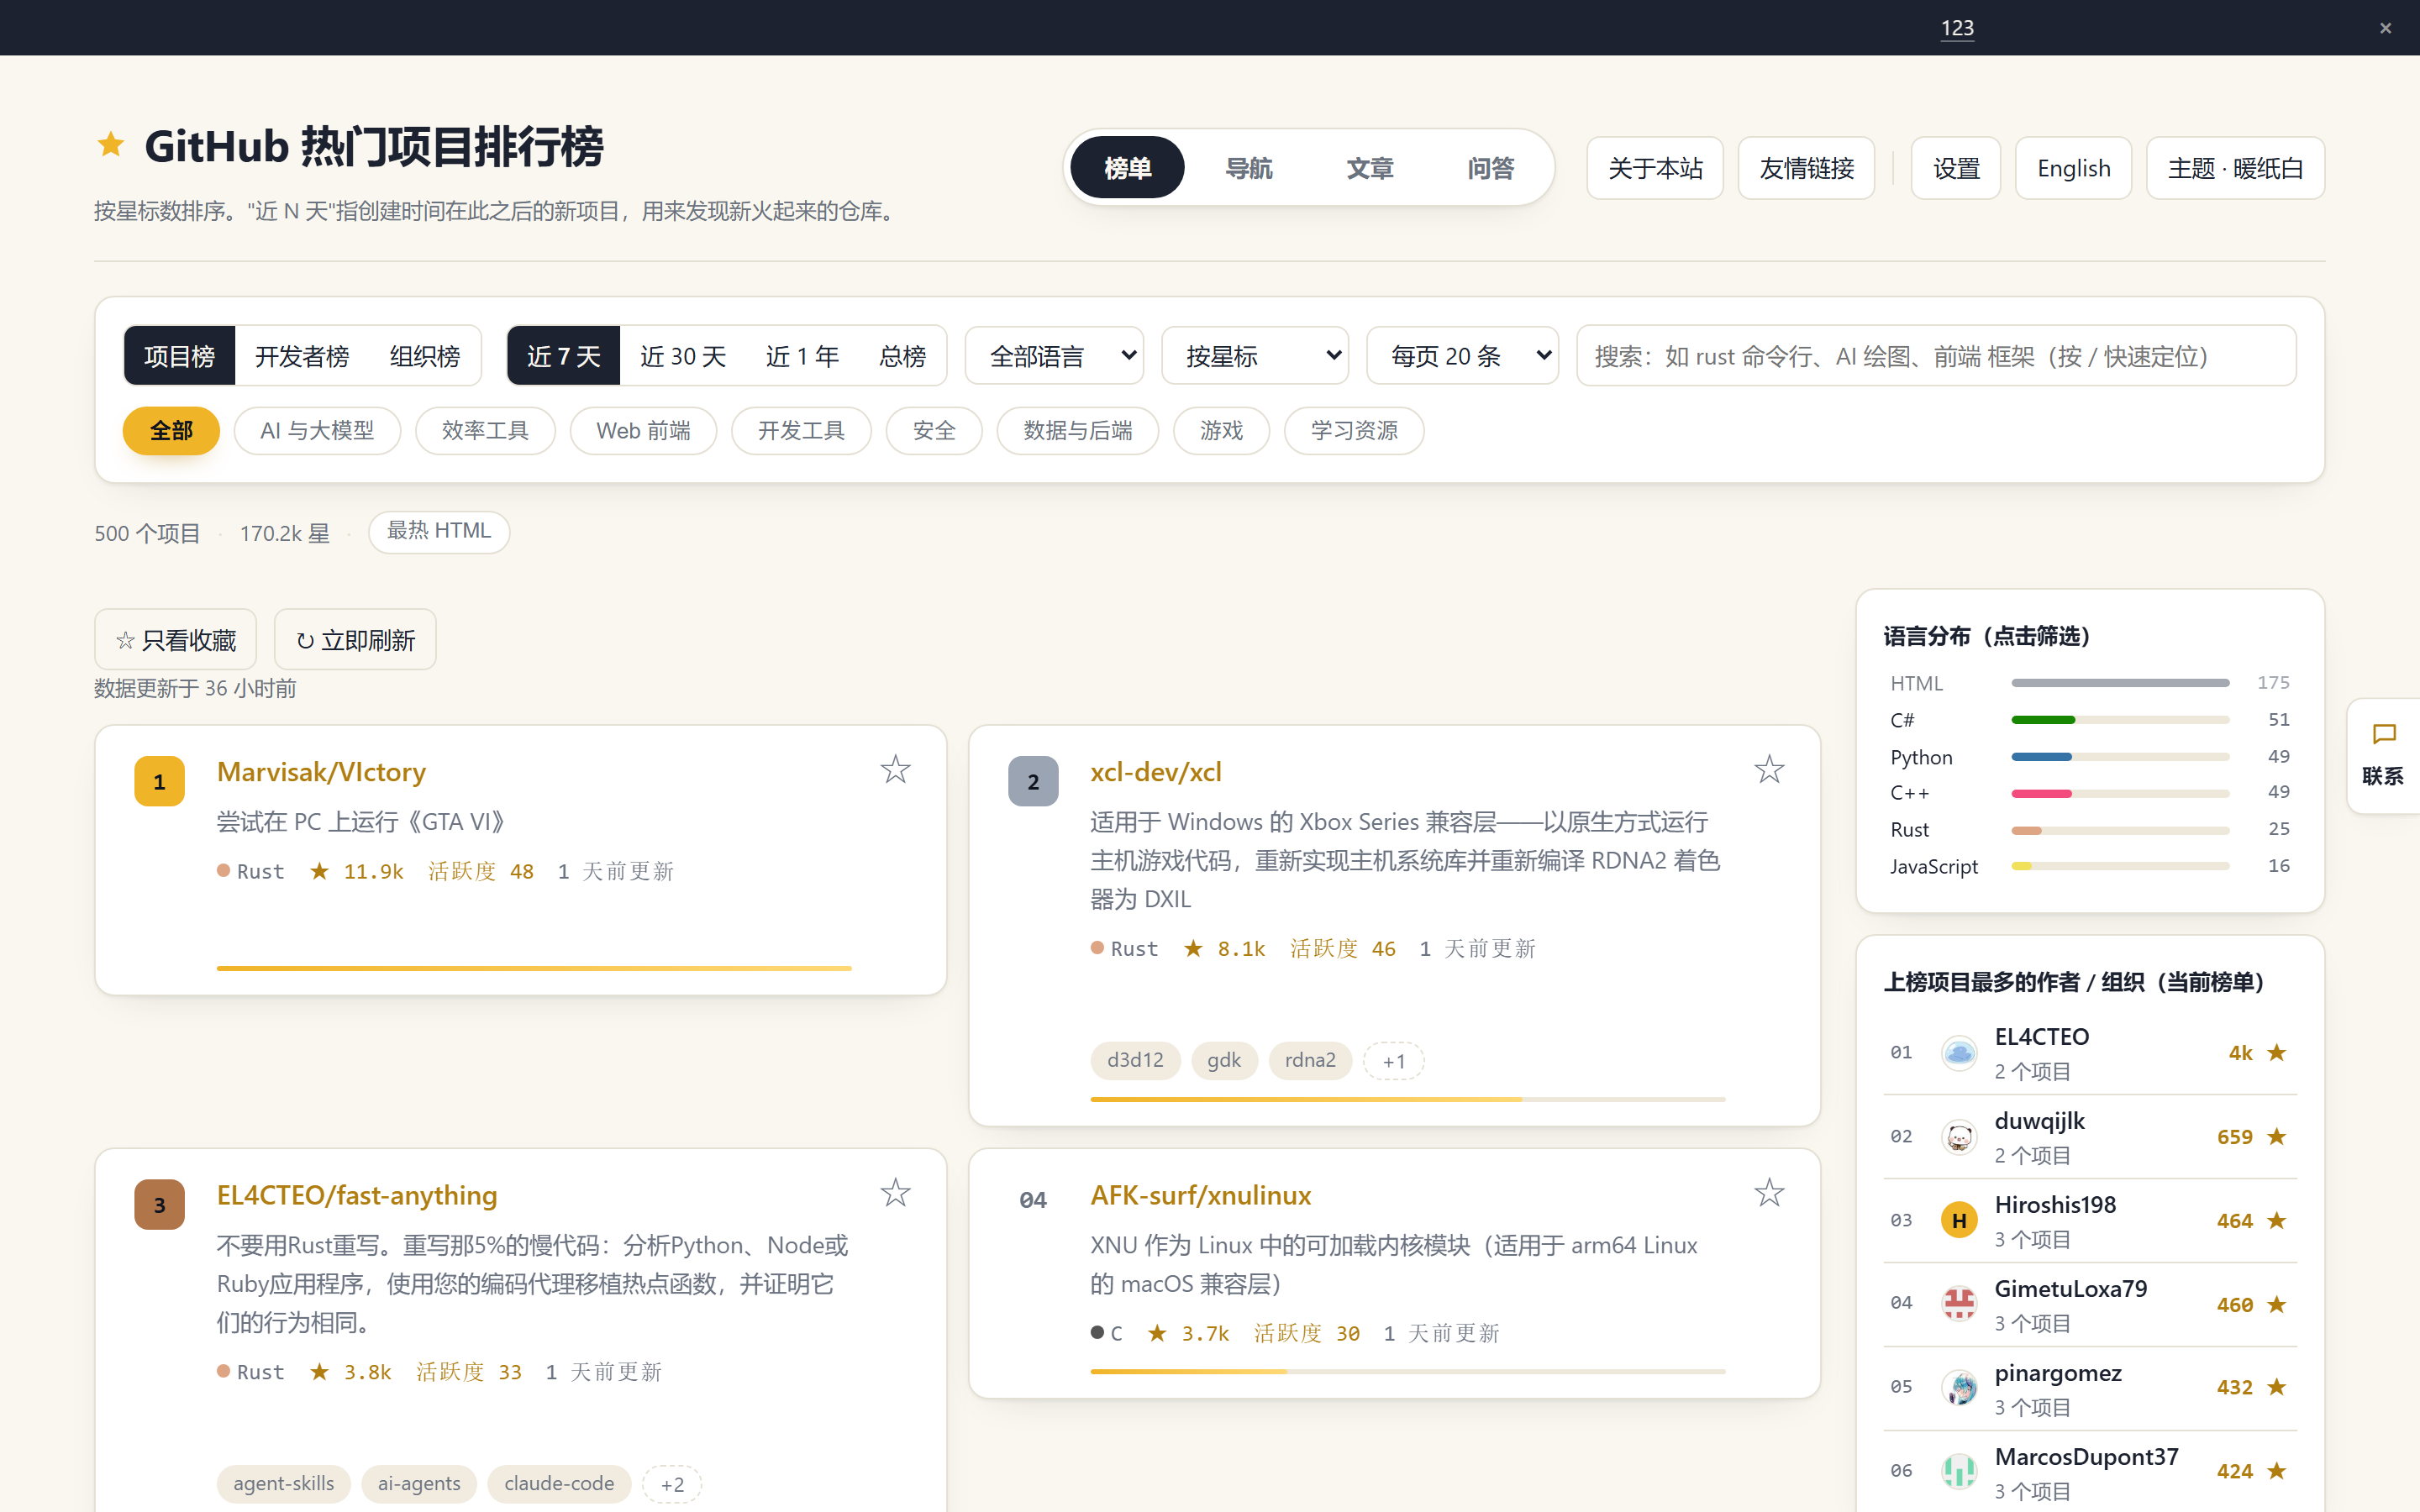 123
×
GitHub 热门项目排行榜
按星标数排序。"近 N 天"指创建时间在此之后的新项目，用来发现新火起来的仓库。
榜单 导航 文章 问答
关于本站 友情链接 设置 English 主题 · 暖纸白
项目榜 开发者榜 组织榜 近 7 天 近 30 天 近 1 年 总榜 全部语言 按星标 每页 20 条 搜索：如 rust 命令行、AI 绘图、前端 框架（按 / 快速定位）
全部 AI 与大模型 效率工具 Web 前端 开发工具 安全 数据与后端 游戏 学习资源
500 个项目 · 170.2k 星 · 最热 HTML
☆ 只看收藏 ↻ 立即刷新
数据更新于 36 小时前
1
Marvisak/VIctory
尝试在 PC 上运行《GTA VI》
Rust ★ 11.9k 活跃度 48 1 天前更新
2
xcl-dev/xcl
适用于 Windows 的 Xbox Series 兼容层——以原生方式运行
主机游戏代码，重新实现主机系统库并重新编译 RDNA2 着色
器为 DXIL
Rust ★ 8.1k 活跃度 46 1 天前更新
d3d12 gdk rdna2 +1
3
EL4CTEO/fast-anything
不要用Rust重写。重写那5%的慢代码：分析Python、Node或
Ruby应用程序，使用您的编码代理移植热点函数，并证明它
们的行为相同。
Rust ★ 3.8k 活跃度 33 1 天前更新
agent-skills ai-agents claude-code +2
04
AFK-surf/xnulinux
XNU 作为 Linux 中的可加载内核模块（适用于 arm64 Linux
的 macOS 兼容层）
C ★ 3.7k 活跃度 30 1 天前更新
语言分布（点击筛选）
HTML 175
C# 51
Python 49
C++ 49
Rust 25
JavaScript 16
上榜项目最多的作者 / 组织（当前榜单）
01 EL4CTEO 4k ★
2 个项目
02 duwqijlk 659 ★
2 个项目
03 H Hiroshis198 464 ★
3 个项目
04 GimetuLoxa79 460 ★
3 个项目
05 pinargomez 432 ★
3 个项目
06 MarcosDupont37 424 ★
3 个项目
联系